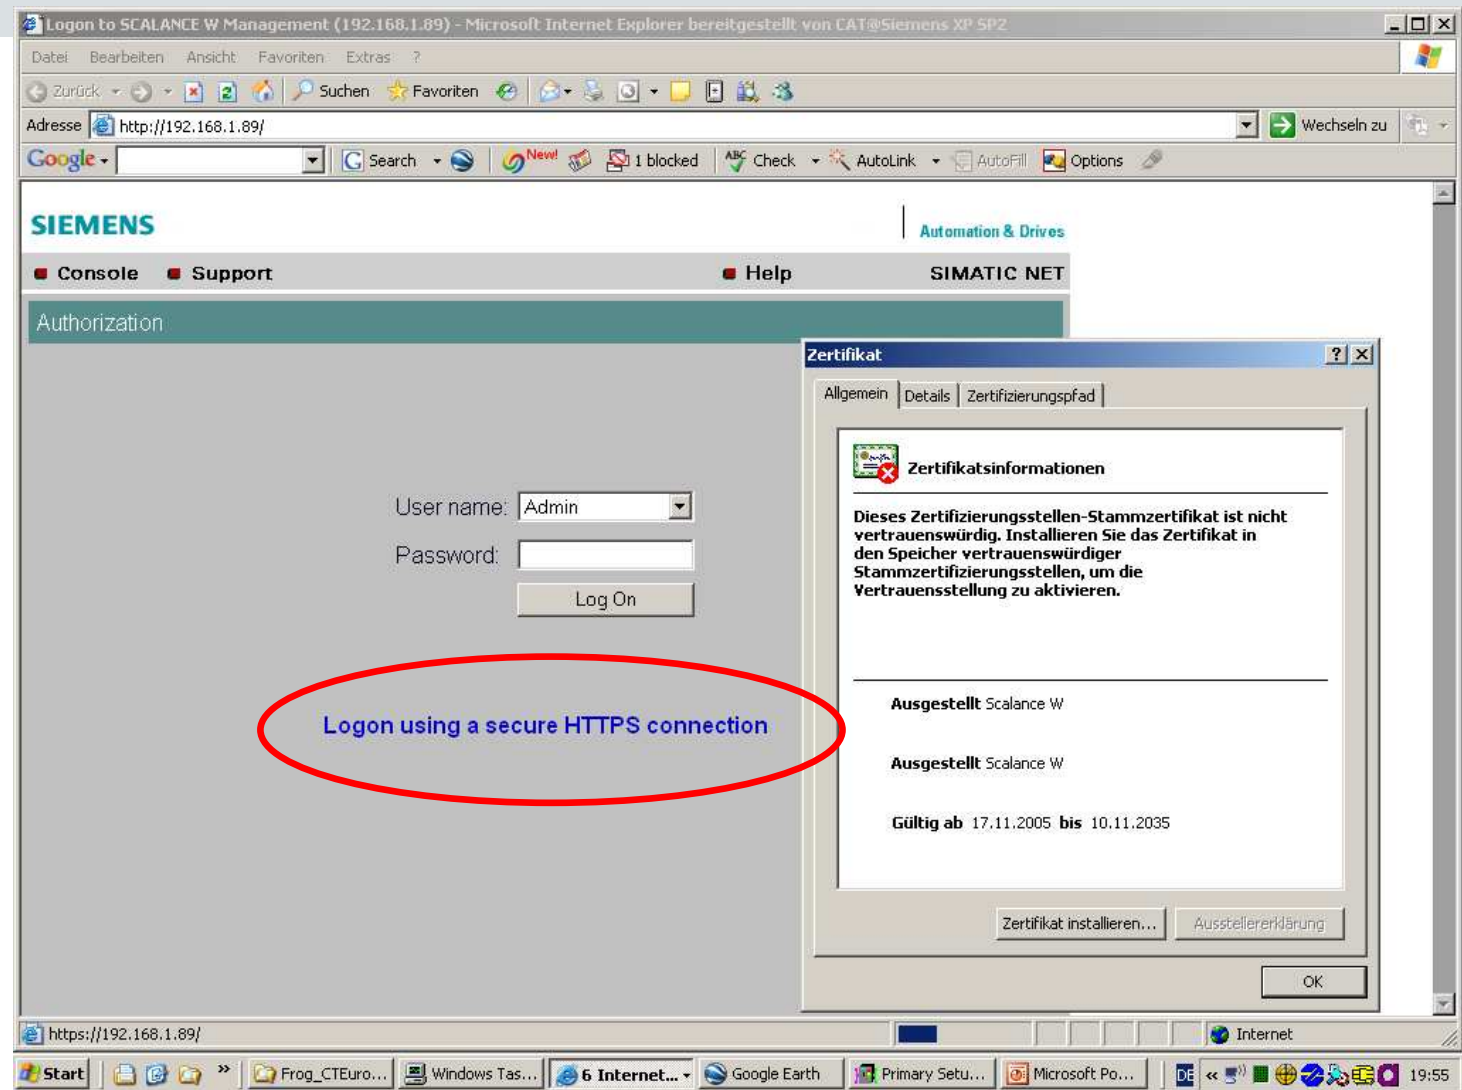 Logon to SCALANCE W Management (192.168.1.89) - Microsoft Internet Explorer bereitgestellt von CAT@Siemens XP SP2
Datei Bearbeiten Ansicht Favoriten Extras ?
Zurück Suchen Favoriten
Adresse http://192.168.1.89/ Wechseln zu
Google Search New! 1 blocked ABC Check AutoLink AutoFill Options
SIEMENS
Automation & Drives
Console Support Help SIMATIC NET
Authorization
User name: Admin
Password:
Log On
Logon using a secure HTTPS connection
Zertifikat
Allgemein Details Zertifizierungspfad
Zertifikatsinformationen
Dieses Zertifizierungsstellen-Stammzertifikat ist nicht
vertrauenswürdig. Installieren Sie das Zertifikat in
den Speicher vertrauenswürdiger
Stammzertifizierungsstellen, um die
Vertrauensstellung zu aktivieren.
Ausgestellt Scalance W
Ausgestellt Scalance W
Gültig ab 17.11.2005 bis 10.11.2035
Zertifikat installieren... Ausstellererklärung
OK
https://192.168.1.89/ Internet
Start » Frog_CTEuro... Windows Tas... 6 Internet... Google Earth Primary Setu... Microsoft Po... DE « 19:55